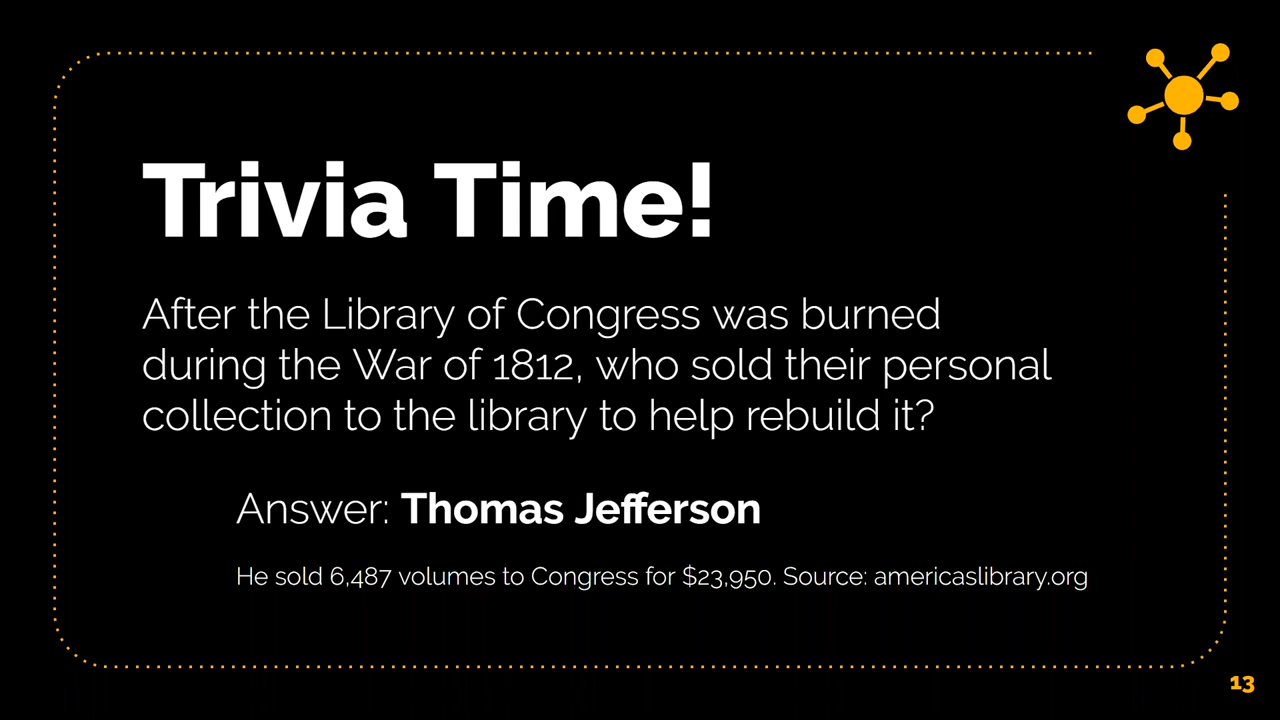 Trivia Time!
After the Library of Congress was burned
during the War of 1812, who sold their personal
collection to the library to help rebuild it?
Answer: Thomas Jefferson
He sold 6,487 volumes to Congress for $23,950. Source: americaslibrary.org
13